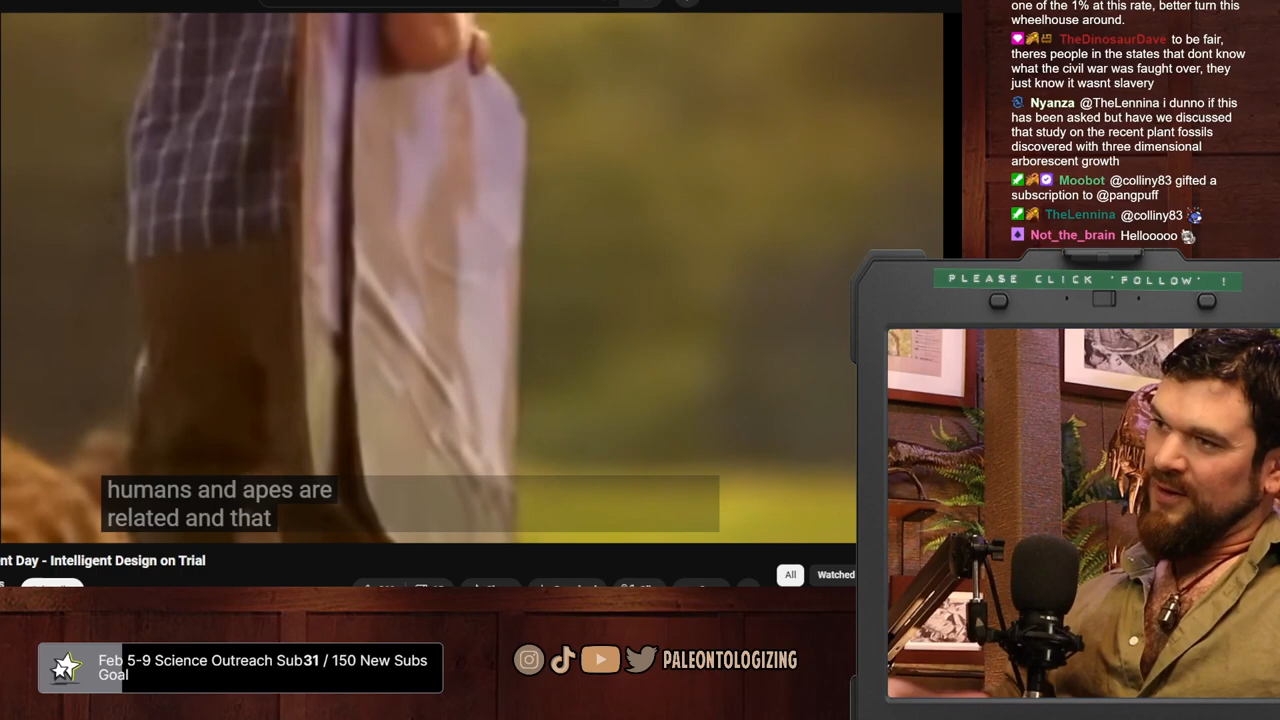 one of the 1% at this rate, better turn this
wheelhouse around.
TheDinosaurDave to be fair,
theres people in the states that dont know
what the civil war was faught over, they
just know it wasnt slavery
Nyanza @TheLennina i dunno if this
has been asked but have we discussed
that study on the recent plant fossils
discovered with three dimensional
arborescent growth
Moobot @colliny83 gifted a
subscription to @pangpuff
TheLennina @colliny83
Not_the_brain Hellooooo
PLEASE CLICK 'FOLLOW' !
humans and apes are
related and that
nt Day - Intelligent Design on Trial
All Watched
Feb 5-9 Science Outreach Sub 31 / 150 New Subs
Goal
PALEONTOLOGIZING